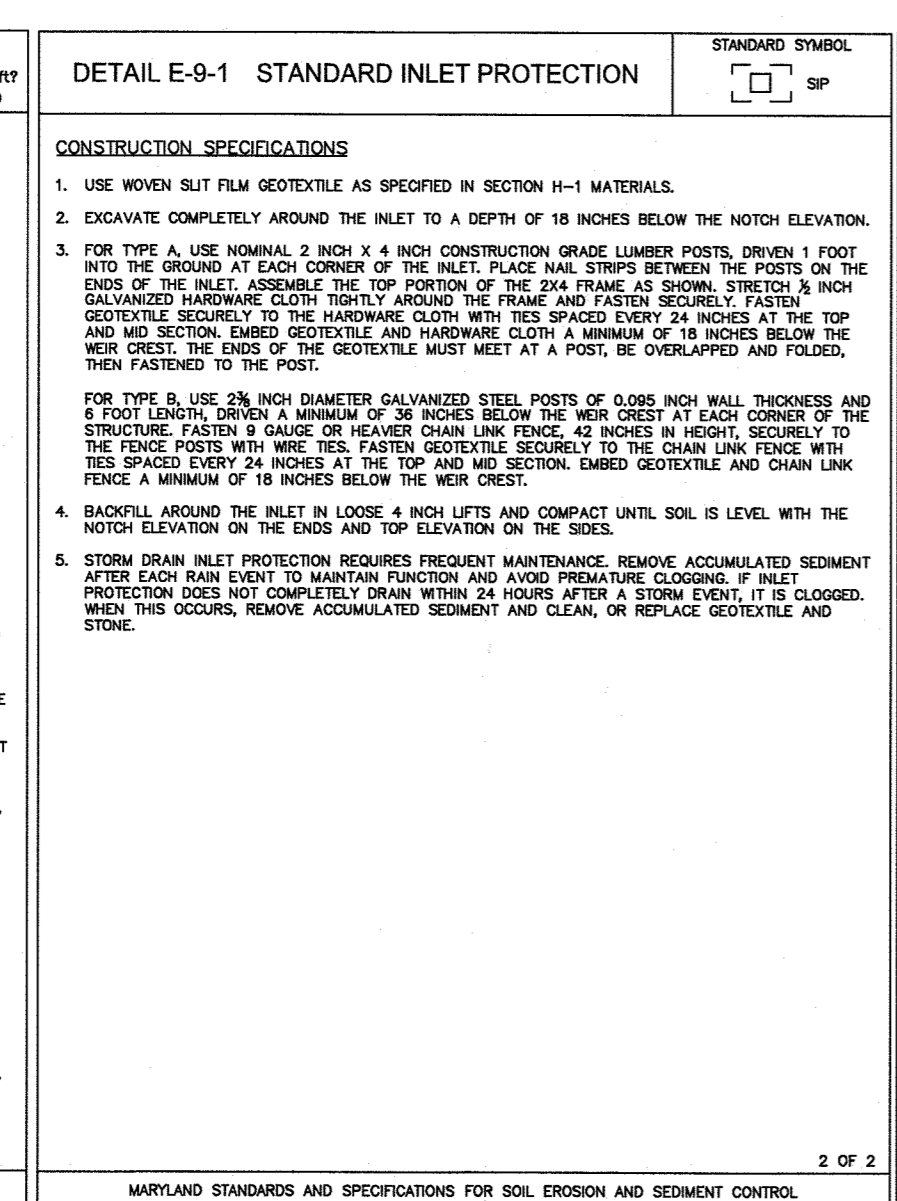 ft?
DETAIL E-9-1 STANDARD INLET PROTECTION
STANDARD SYMBOL
SIP
CONSTRUCTION SPECIFICATIONS
1. USE WOVEN SLIT FILM GEOTEXTILE AS SPECIFIED IN SECTION H-1 MATERIALS.
2. EXCAVATE COMPLETELY AROUND THE INLET TO A DEPTH OF 18 INCHES BELOW THE NOTCH ELEVATION.
3. FOR TYPE A, USE NOMINAL 2 INCH X 4 INCH CONSTRUCTION GRADE LUMBER POSTS, DRIVEN 1 FOOT
INTO THE GROUND AT EACH CORNER OF THE INLET. PLACE NAIL STRIPS BETWEEN THE POSTS ON THE
ENDS OF THE INLET. ASSEMBLE THE TOP PORTION OF THE 2X4 FRAME AS SHOWN. STRETCH ½ INCH
GALVANIZED HARDWARE CLOTH TIGHTLY AROUND THE FRAME AND FASTEN SECURELY. FASTEN
GEOTEXTILE SECURELY TO THE HARDWARE CLOTH WITH TIES SPACED EVERY 24 INCHES AT THE TOP
AND MID SECTION. EMBED GEOTEXTILE AND HARDWARE CLOTH A MINIMUM OF 18 INCHES BELOW THE
WEIR CREST. THE ENDS OF THE GEOTEXTILE MUST MEET AT A POST, BE OVERLAPPED AND FOLDED,
THEN FASTENED TO THE POST.
FOR TYPE B, USE 2⅜ INCH DIAMETER GALVANIZED STEEL POSTS OF 0.095 INCH WALL THICKNESS AND
6 FOOT LENGTH, DRIVEN A MINIMUM OF 36 INCHES BELOW THE WEIR CREST AT EACH CORNER OF THE
STRUCTURE. FASTEN 9 GAUGE OR HEAVIER CHAIN LINK FENCE, 42 INCHES IN HEIGHT, SECURELY TO
THE FENCE POSTS WITH WIRE TIES. FASTEN GEOTEXTILE SECURELY TO THE CHAIN LINK FENCE WITH
TIES SPACED EVERY 24 INCHES AT THE TOP AND MID SECTION. EMBED GEOTEXTILE AND CHAIN LINK
FENCE A MINIMUM OF 18 INCHES BELOW THE WEIR CREST.
4. BACKFILL AROUND THE INLET IN LOOSE 4 INCH LIFTS AND COMPACT UNTIL SOIL IS LEVEL WITH THE
NOTCH ELEVATION ON THE ENDS AND TOP ELEVATION ON THE SIDES.
5. STORM DRAIN INLET PROTECTION REQUIRES FREQUENT MAINTENANCE. REMOVE ACCUMULATED SEDIMENT
AFTER EACH RAIN EVENT TO MAINTAIN FUNCTION AND AVOID PREMATURE CLOGGING. IF INLET
PROTECTION DOES NOT COMPLETELY DRAIN WITHIN 24 HOURS AFTER A STORM EVENT, IT IS CLOGGED.
WHEN THIS OCCURS, REMOVE ACCUMULATED SEDIMENT AND CLEAN, OR REPLACE GEOTEXTILE AND
STONE.
E
T
2 OF 2
MARYLAND STANDARDS AND SPECIFICATIONS FOR SOIL EROSION AND SEDIMENT CONTROL